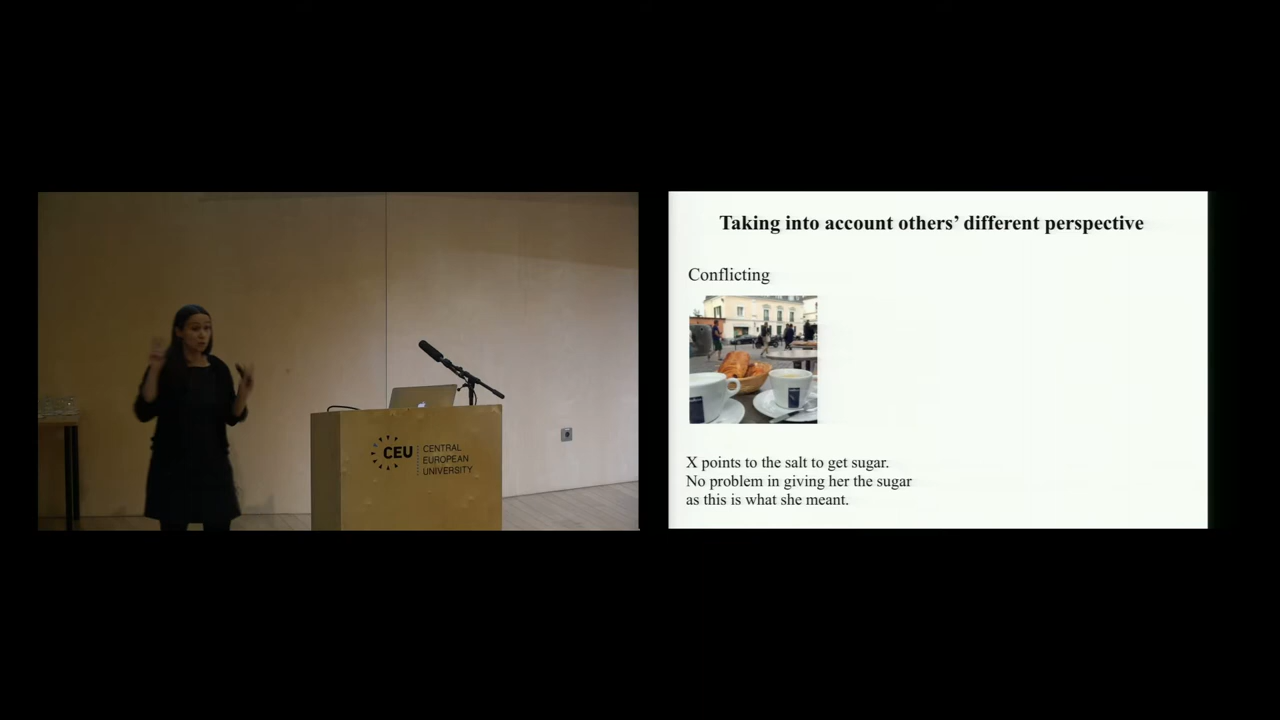 CEU
CENTRAL
EUROPEAN
UNIVERSITY
Taking into account others’ different perspective
Conflicting
X points to the salt to get sugar.
No problem in giving her the sugar
as this is what she meant.